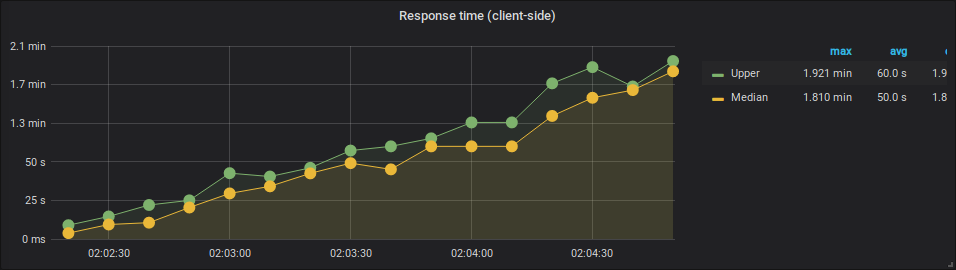 Response time (client-side)
2.1 min
1.7 min
1.3 min
50 s
25 s
0 ms
02:02:30 02:03:00 02:03:30 02:04:00 02:04:30
max avg
Upper 1.921 min 60.0 s 1.9
Median 1.810 min 50.0 s 1.8